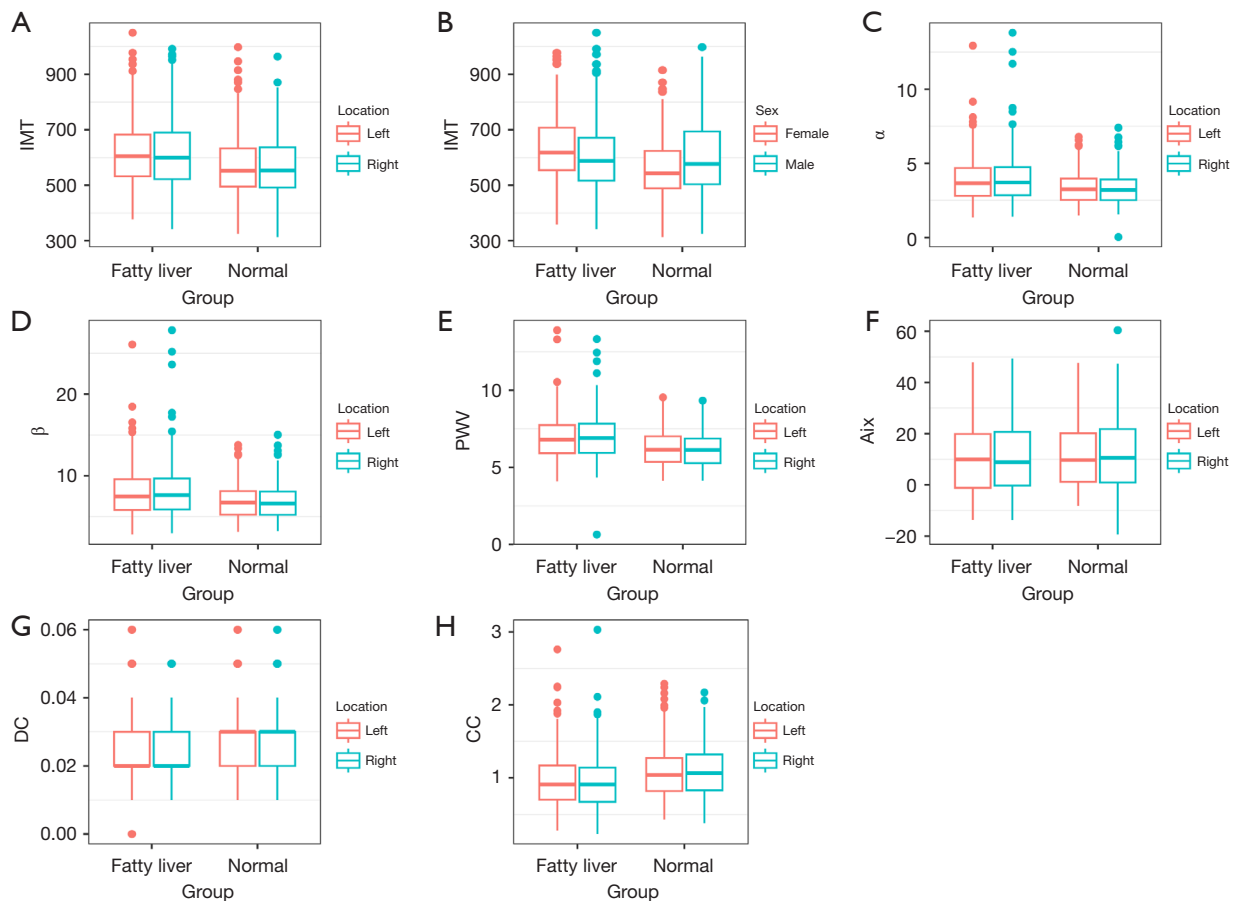 A
IMT
900
700
500
300
Fatty liver
Normal
Group
Location
Left
Right
B
IMT
900
700
500
300
Fatty liver
Normal
Group
Sex
Female
Male
C
α
10
5
0
Fatty liver
Normal
Group
Location
Left
Right
D
β
20
10
Fatty liver
Normal
Group
Location
Left
Right
E
PWV
10
5
0
Fatty liver
Normal
Group
Location
Left
Right
F
Aix
60
40
20
0
−20
Fatty liver
Normal
Group
Location
Left
Right
G
DC
0.06
0.04
0.02
0.00
Fatty liver
Normal
Group
Location
Left
Right
H
CC
3
2
1
Fatty liver
Normal
Group
Location
Left
Right